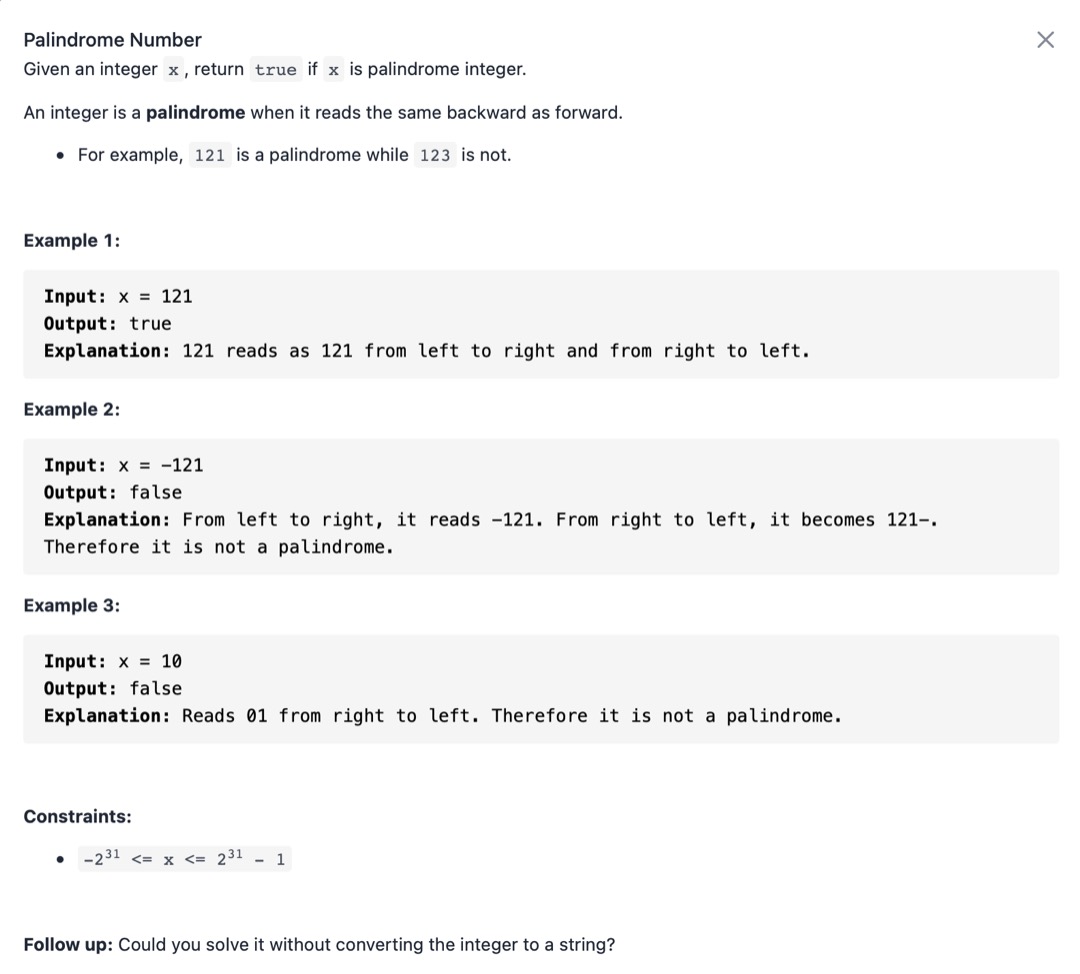 Palindrome Number
Given an integer x, return true if x is palindrome integer.
An integer is a palindrome when it reads the same backward as forward.
• For example, 121 is a palindrome while 123 is not.
Example 1:
Input: x = 121
Output: true
Explanation: 121 reads as 121 from left to right and from right to left.
Example 2:
Input: x = -121
Output: false
Explanation: From left to right, it reads -121. From right to left, it becomes 121-.
Therefore it is not a palindrome.
Example 3:
Input: x = 10
Output: false
Explanation: Reads 01 from right to left. Therefore it is not a palindrome.
Constraints:
• -2³¹ <= x <= 2³¹ - 1
Follow up: Could you solve it without converting the integer to a string?